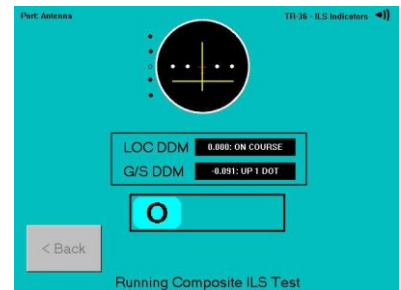 Port: Antenna
TR-36 - ILS Indicators
LOC DDM 0.000: ON COURSE
G/S DDM -0.091: UP 1 DOT
O
< Back
Running Composite ILS Test